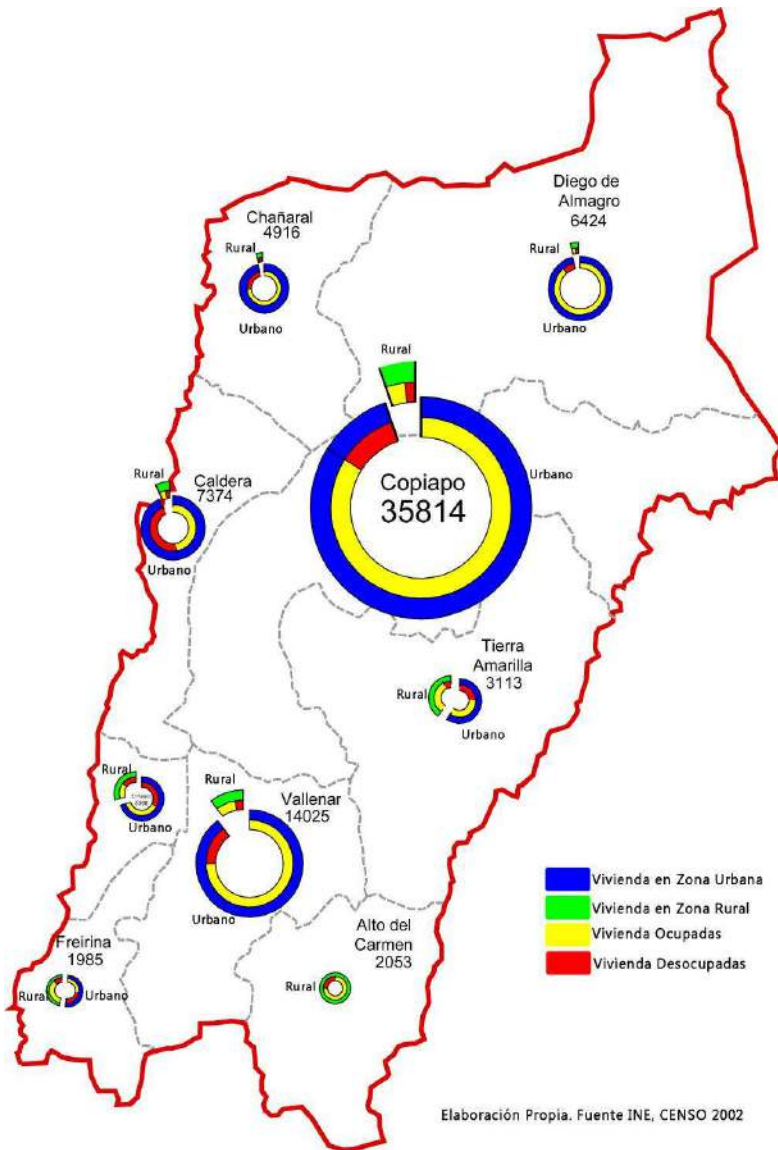 Chañaral
4916
Rural
Urbano
Diego de
Almagro
6424
Rural
Urbano
Rural
Copiapo
35814
Urbano
Rural
Caldera
7374
Urbano
Tierra
Amarilla
3113
Rural
Urbano
Rural
Urbano
Rural
Vallenar
14025
Urbano
Freirina
1985
Rural
Urbano
Alto del
Carmen
2053
Rural
Vivienda en Zona Urbana
Vivienda en Zona Rural
Vivienda Ocupadas
Vivienda Desocupadas
Elaboración Propia. Fuente INE, CENSO 2002